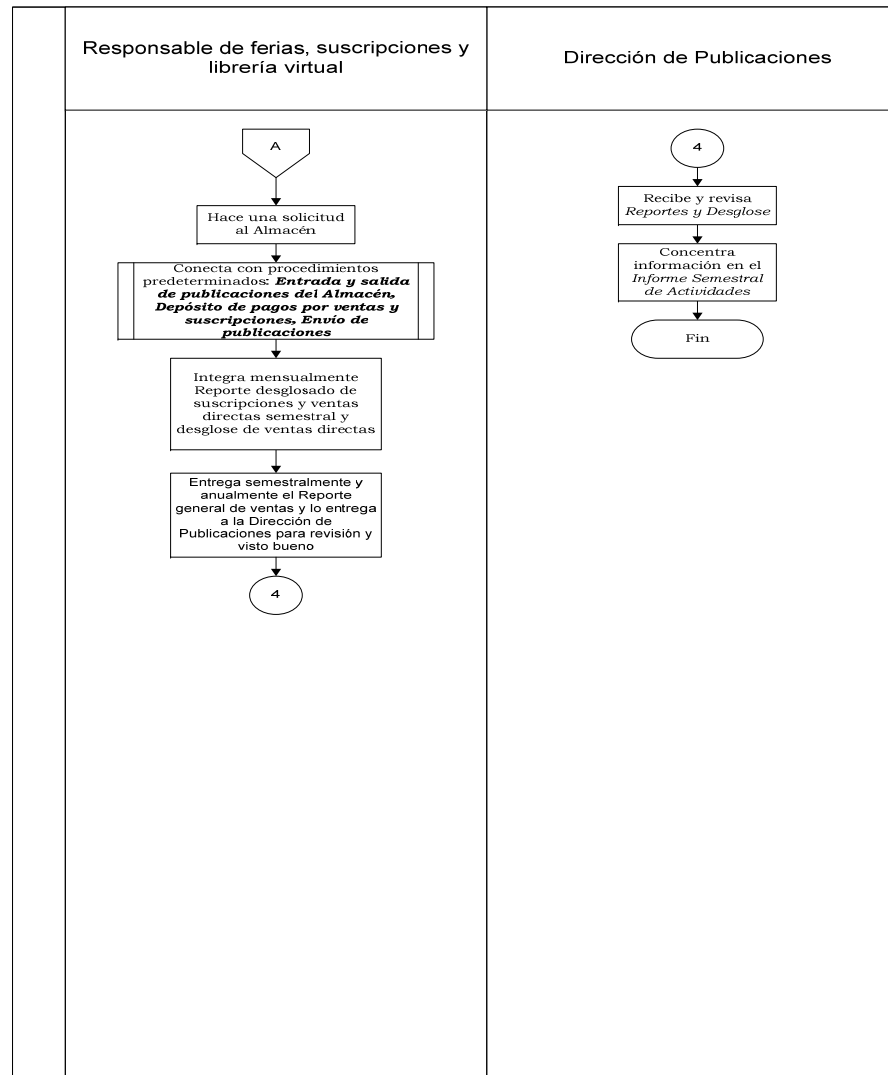 Responsable de ferias, suscripciones y
librería virtual
Dirección de Publicaciones
A
Hace una solicitud
al Almacén
Conecta con procedimientos
predeterminados: Entrada y salida
de publicaciones del Almacén,
Depósito de pagos por ventas y
suscripciones, Envío de
publicaciones
Integra mensualmente
Reporte desglosado de
suscripciones y ventas
directas semestral y
desglose de ventas directas
Entrega semestralmente y
anualmente el Reporte
general de ventas y lo entrega
a la Dirección de
Publicaciones para revisión y
visto bueno
4
4
Recibe y revisa
Reportes y Desglose
Concentra
información en el
Informe Semestral
de Actividades
Fin